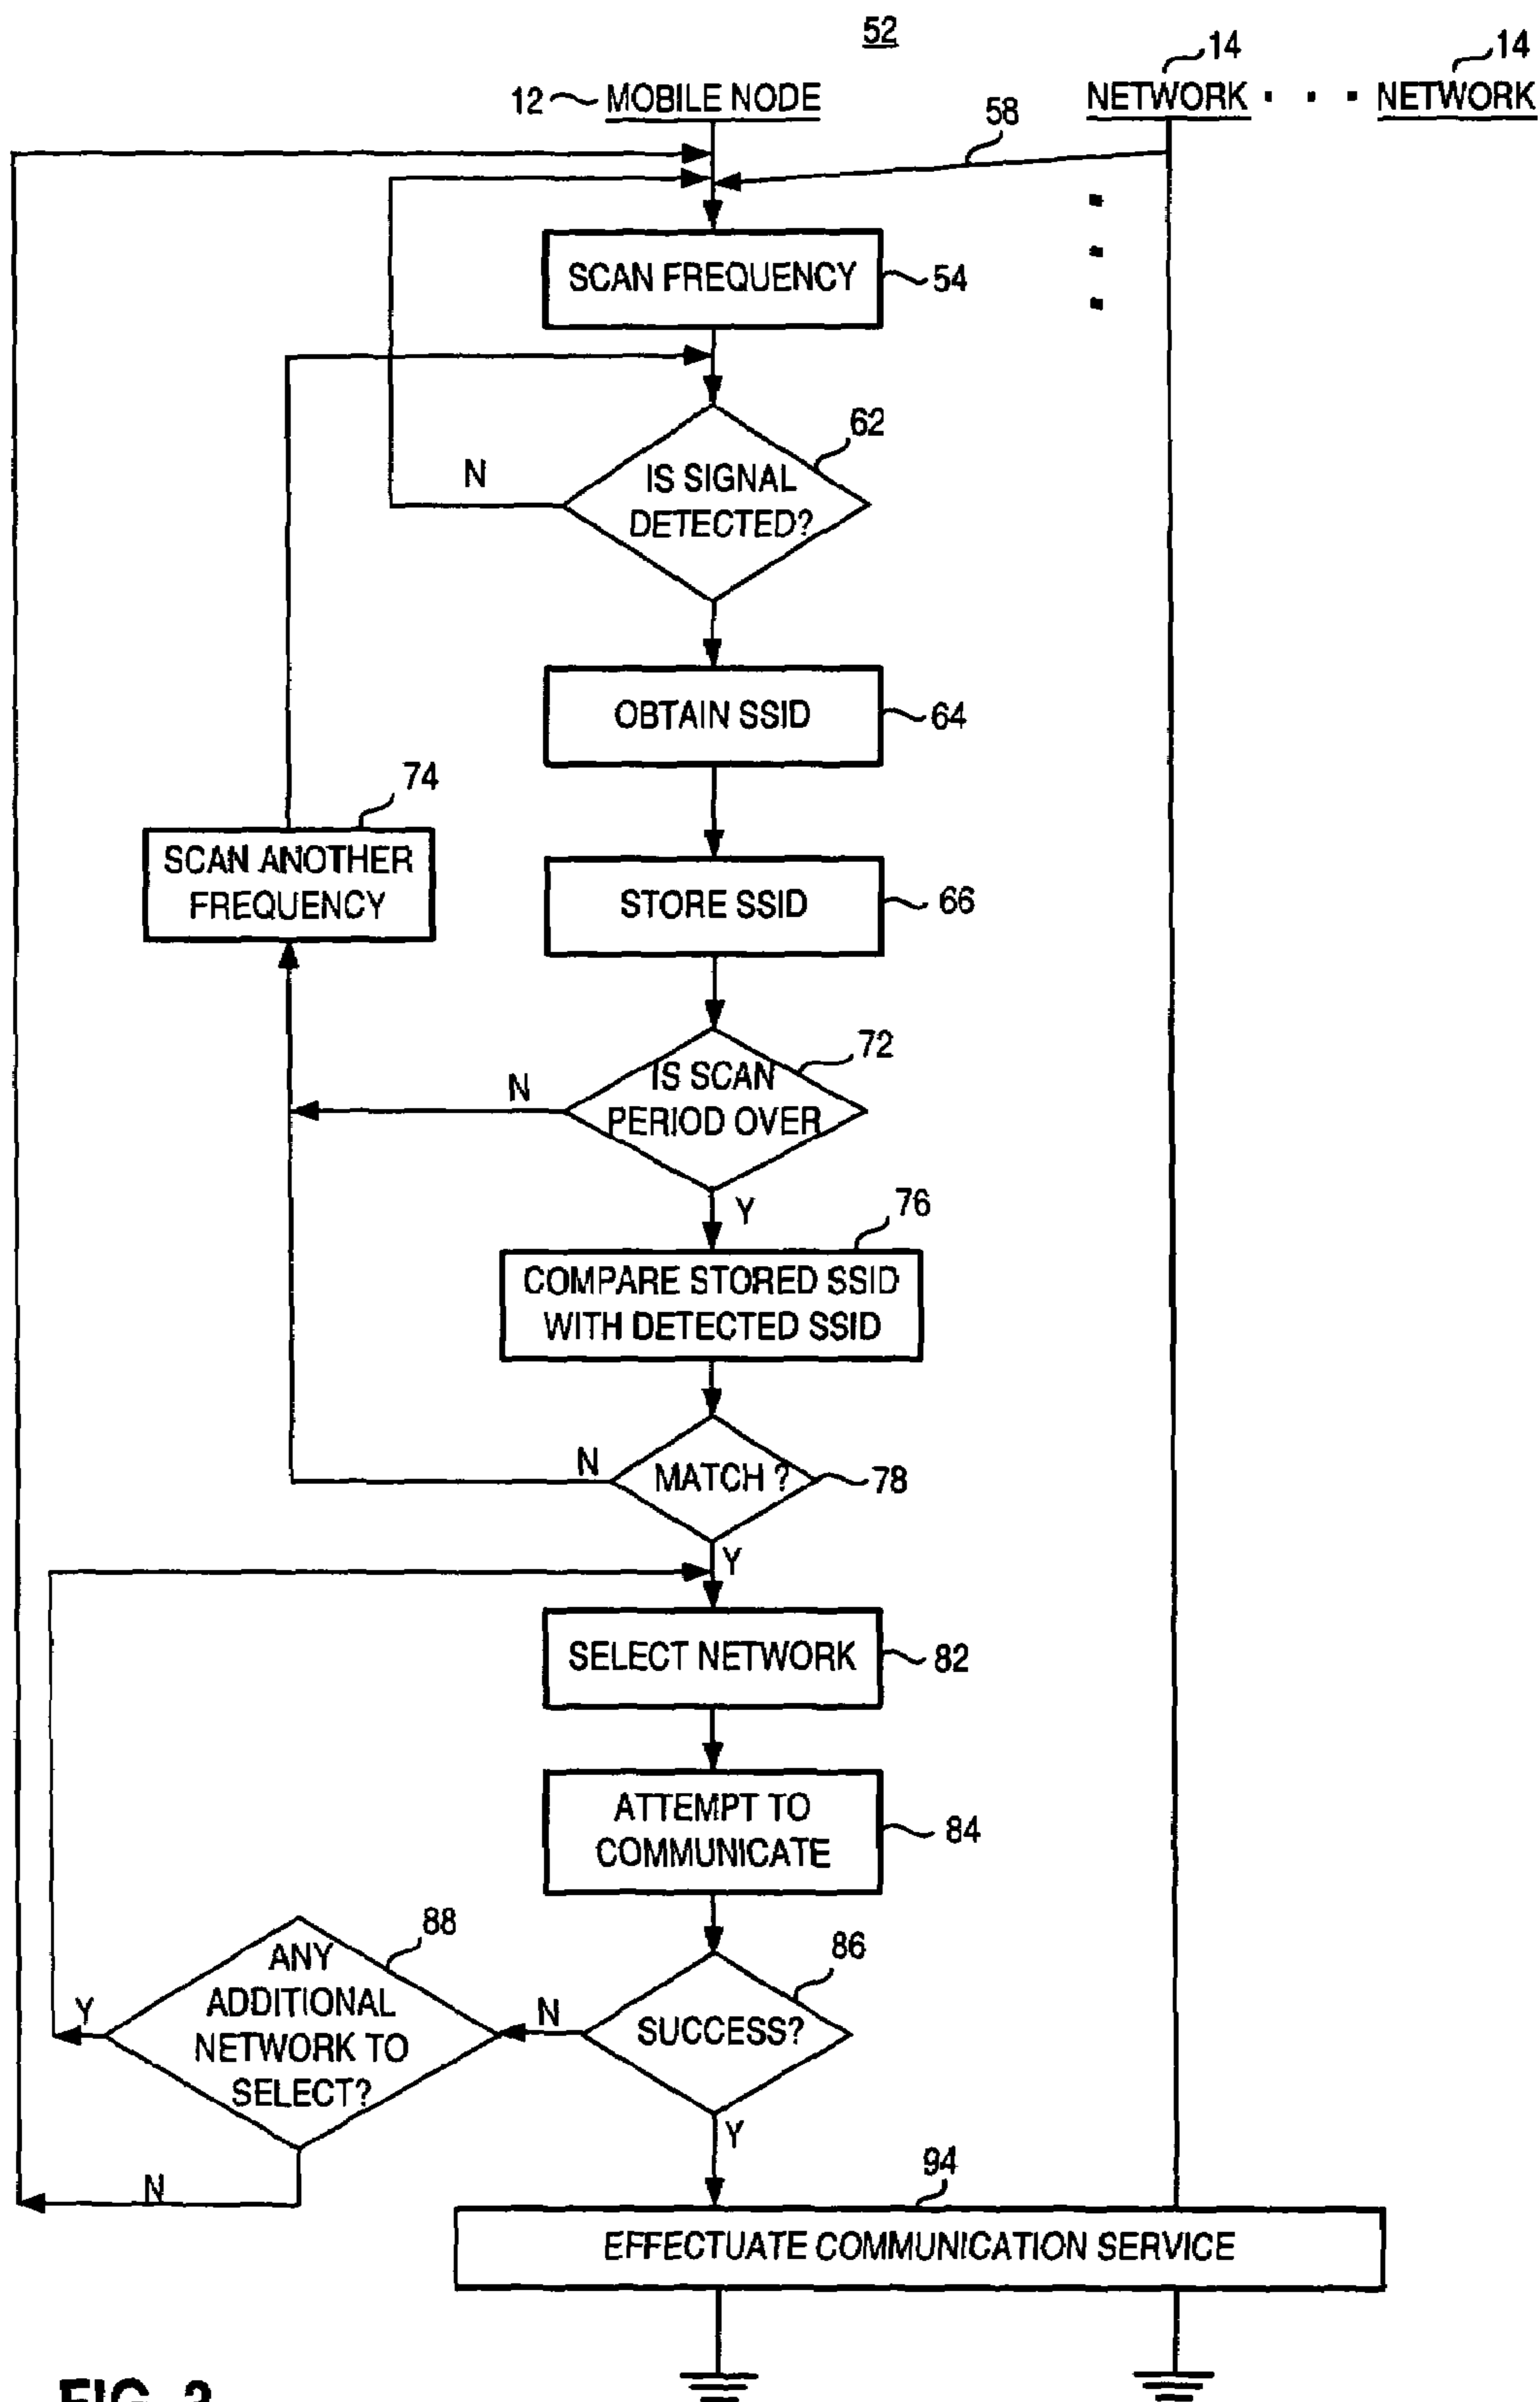 52
14
14
12
MOBILE NODE
NETWORK . . . NETWORK
58
SCAN FREQUENCY
54
62
N
IS SIGNAL
DETECTED?
OBTAIN SSID
64
74
SCAN ANOTHER
FREQUENCY
STORE SSID
66
72
N
IS SCAN
PERIOD OVER
Y
76
COMPARE STORED SSID
WITH DETECTED SSID
N
MATCH ?
78
Y
SELECT NETWORK
82
ATTEMPT TO
COMMUNICATE
84
88
86
ANY
ADDITIONAL
NETWORK TO
SELECT?
Y
N
SUCCESS?
Y
N
94
EFFECTUATE COMMUNICATION SERVICE